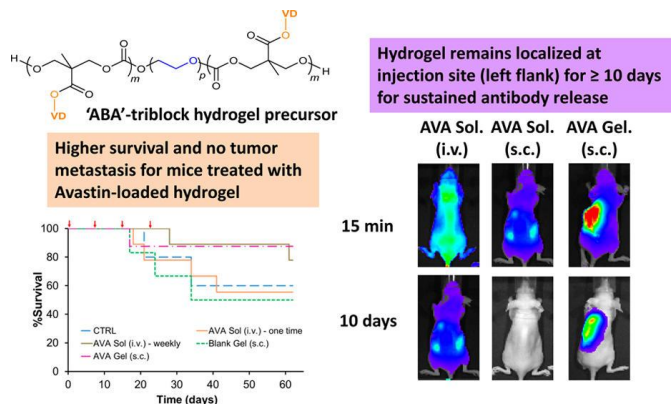 VD
O
O
O
O
O
O
H
O
O
O
m
O
p
O
O
O
m
H
O
O
VD
'ABA'-triblock hydrogel precursor
Higher survival and no tumor
metastasis for mice treated with
Avastin-loaded hydrogel
100
80
60
40
20
0
%Survival
0
10
20
30
40
50
60
Time (days)
CTRL
AVA Sol (i.v.) - one time
AVA Sol (i.v.) - weekly
Blank Gel (s.c.)
AVA Gel (s.c.)
Hydrogel remains localized at
injection site (left flank) for ≥ 10 days
for sustained antibody release
AVA Sol. AVA Sol. AVA Gel.
(i.v.) (s.c.) (s.c.)
15 min
10 days